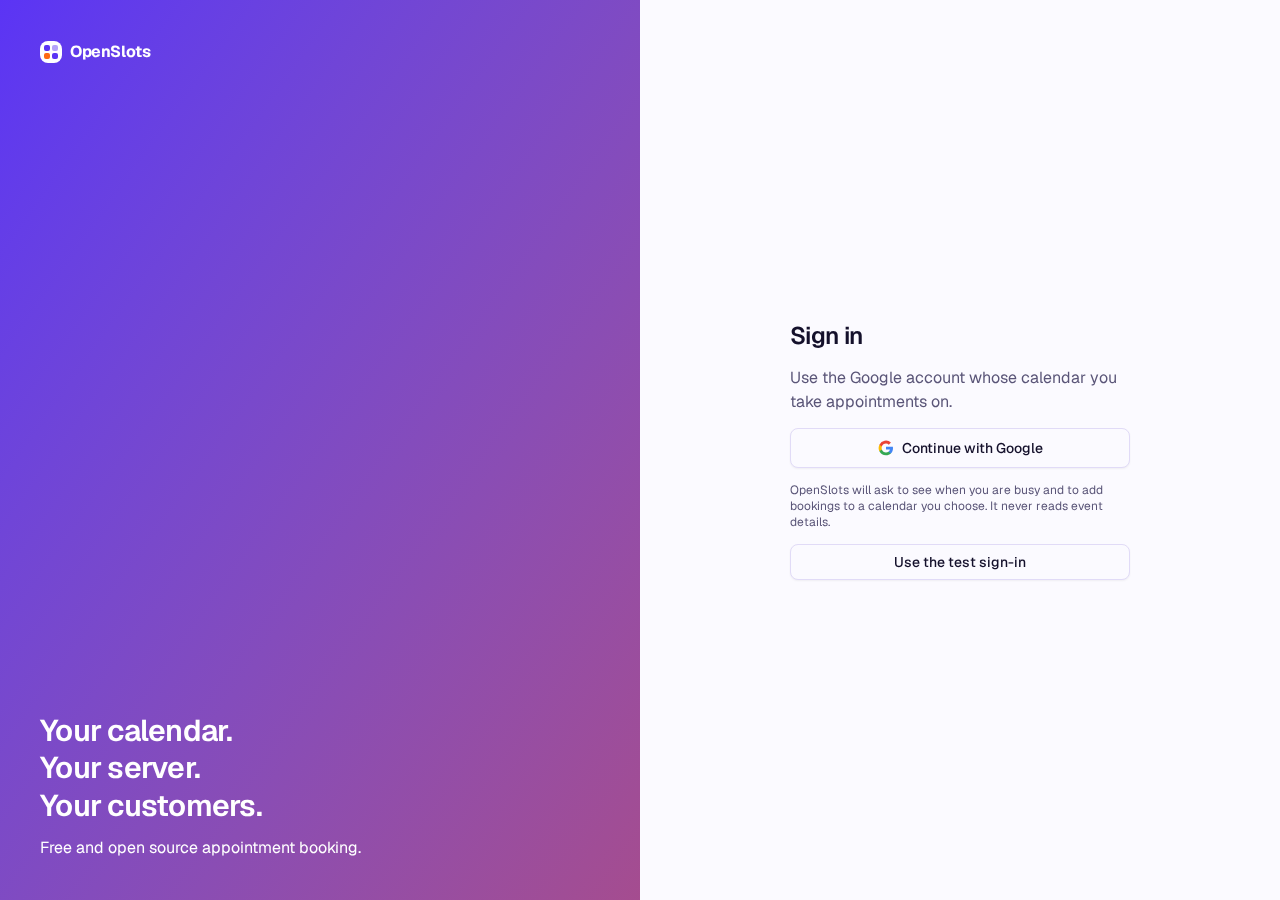 OpenSlots
Your calendar.
Your server.
Your customers.
Free and open source appointment booking.
Sign in
Use the Google account whose calendar you
take appointments on.
Continue with Google
OpenSlots will ask to see when you are busy and to add
bookings to a calendar you choose. It never reads event
details.
Use the test sign-in